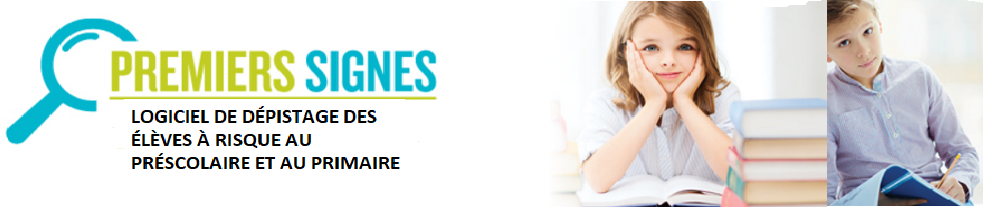 PREMIERS SIGNES
LOGICIEL DE DÉPISTAGE DES
ÉLÈVES À RISQUE AU
PRÉSCOLAIRE ET AU PRIMAIRE